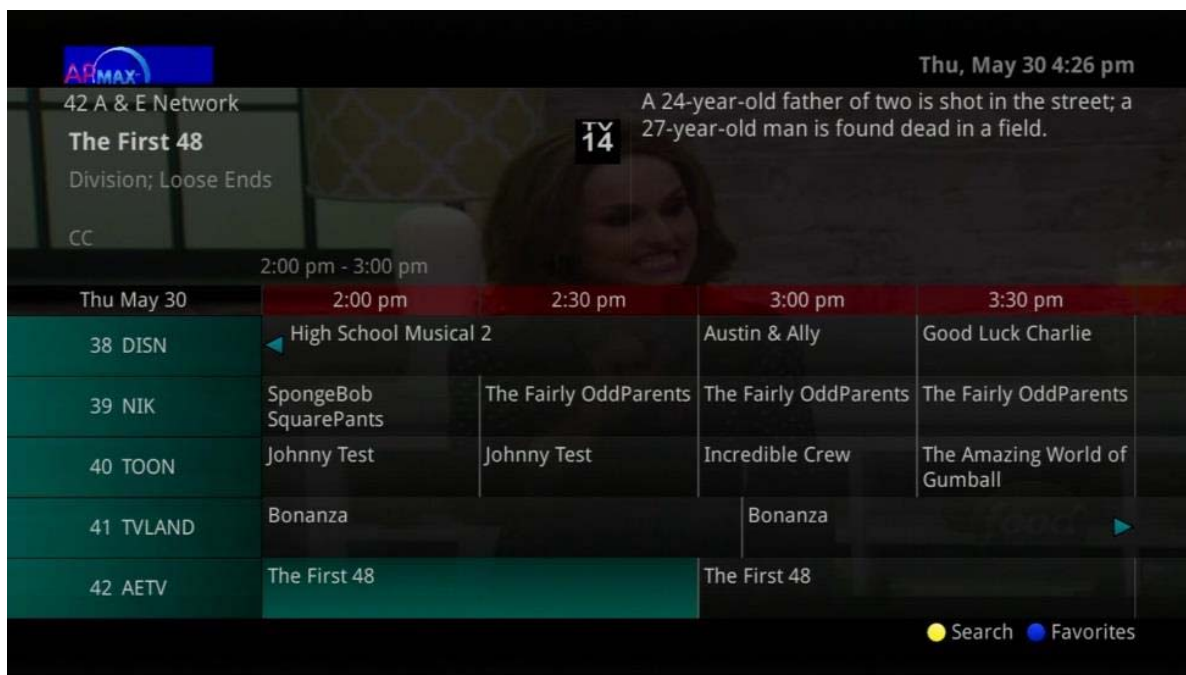 APMAX
Thu, May 30 4:26 pm
42 A & E Network
The First 48
Division; Loose Ends
CC
2:00 pm - 3:00 pm
TV
14
A 24-year-old father of two is shot in the street; a
27-year-old man is found dead in a field.
Thu May 30 2:00 pm 2:30 pm 3:00 pm 3:30 pm
38 DISN High School Musical 2 Austin & Ally Good Luck Charlie
39 NIK SpongeBob The Fairly OddParents The Fairly OddParents The Fairly OddParents
SquarePants
40 TOON Johnny Test Johnny Test Incredible Crew The Amazing World of
Gumball
41 TVLAND Bonanza Bonanza
food
42 AETV The First 48 The First 48
Search Favorites